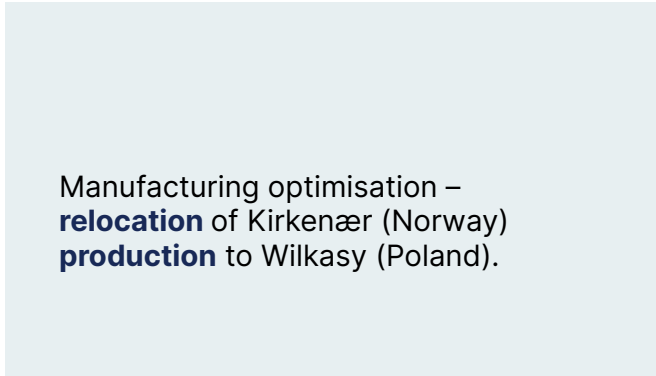 Manufacturing optimisation –
relocation of Kirkenær (Norway)
production to Wilkasy (Poland).